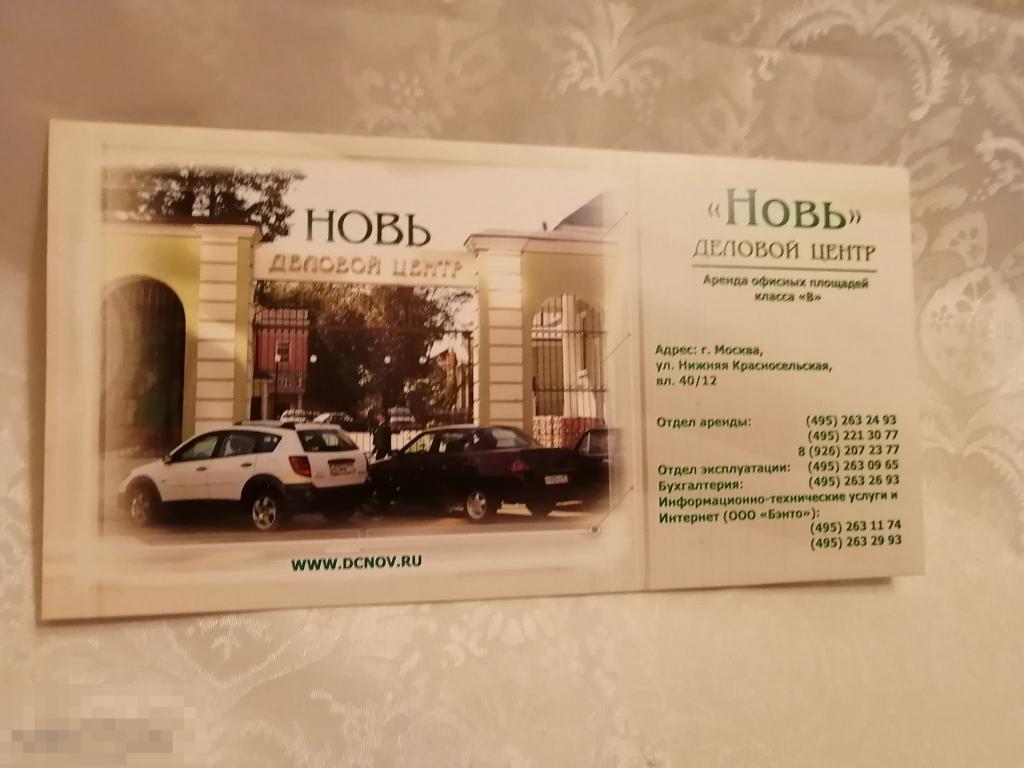 НОВЬ
ДЕЛОВОЙ ЦЕНТР
WWW.DCNOV.RU
«Новь»
ДЕЛОВОЙ ЦЕНТР
Аренда офисных площадей
класса «В»
Адрес: г. Москва,
ул. Нижняя Красносельская,
вл. 40/12
Отдел аренды: (495) 263 24 93
(495) 221 30 77
8 (926) 207 23 77
Отдел эксплуатации: (495) 263 09 65
Бухгалтерия: (495) 263 26 93
Информационно-технические услуги и
Интернет (ООО «Бэнто»):
(495) 263 11 74
(495) 263 29 93